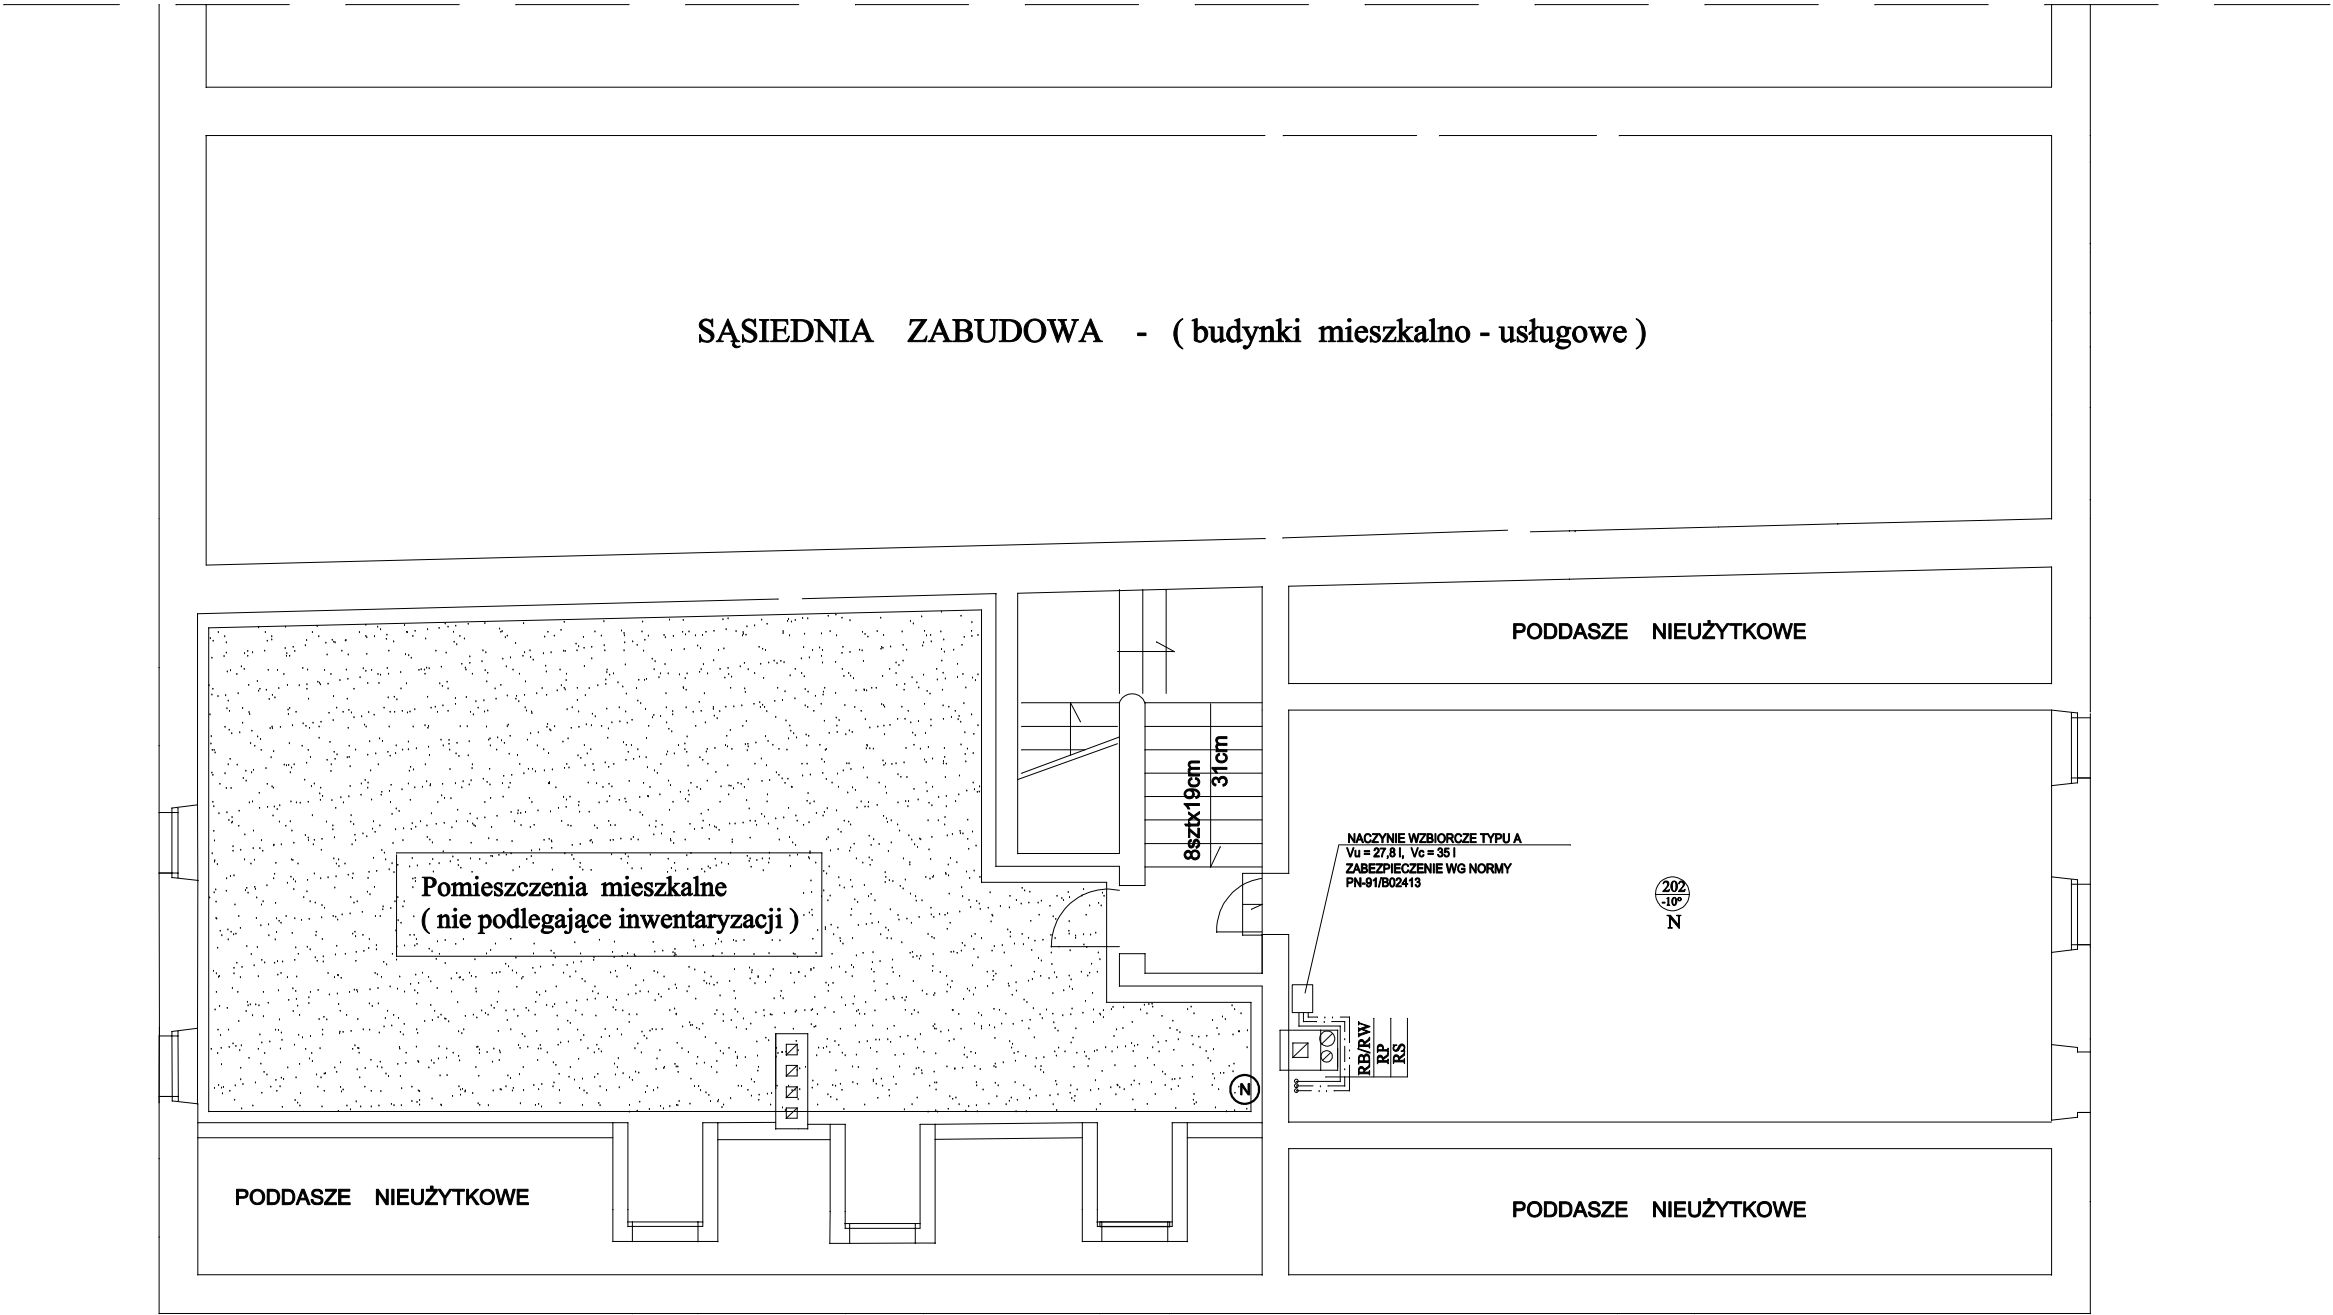 SĄSIEDNIA ZABUDOWA - ( budynki mieszkalno - usługowe )
PODDASZE NIEUŻYTKOWE
8sztx19cm
31cm
NACZYNIE WZBIORCZE TYPU A
Vu = 27,8 l, Vc = 35 l
ZABEZPIECZENIE WG NORMY
PN-91/B02413
Pomieszczenia mieszkalne
( nie podlegające inwentaryzacji )
202
-10°
N
RB/RW
RP
RS
N
PODDASZE NIEUŻYTKOWE
PODDASZE NIEUŻYTKOWE